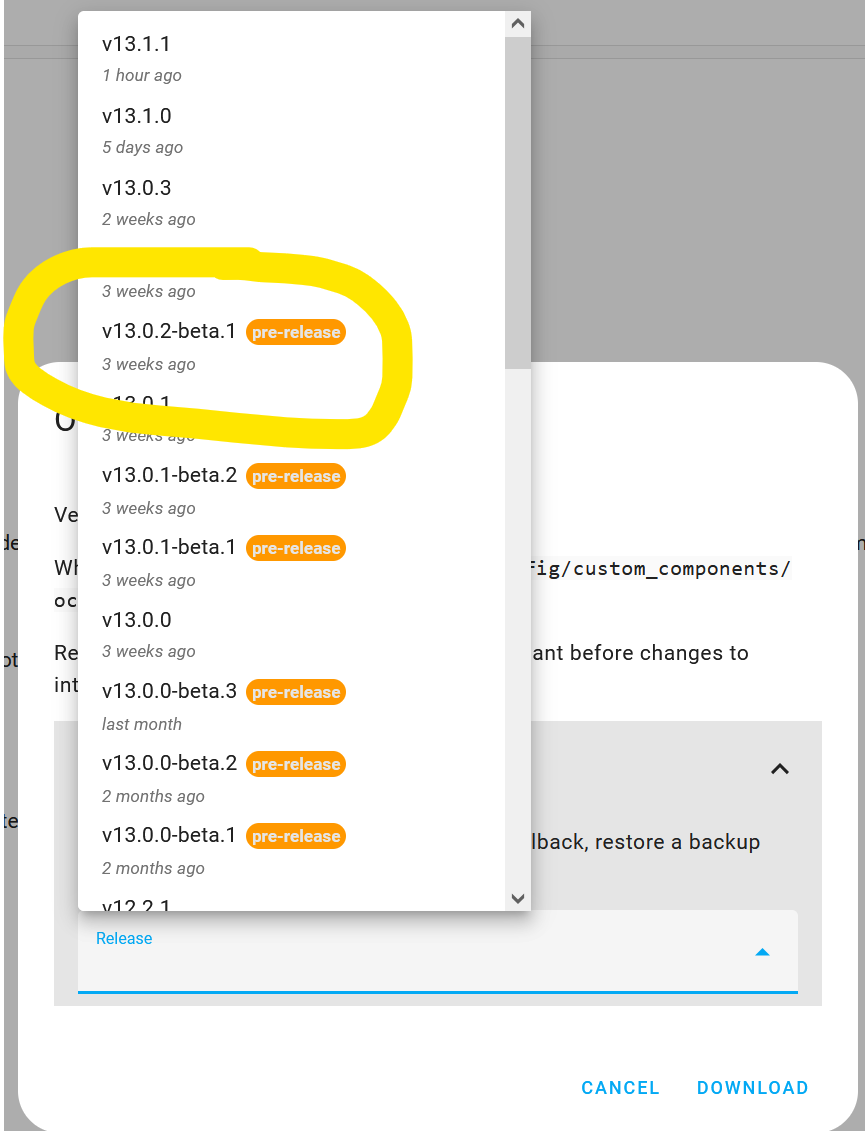 v13.1.1
1 hour ago
v13.1.0
5 days ago
v13.0.3
2 weeks ago
3 weeks ago
v13.0.2-beta.1 pre-release
3 weeks ago
v13.0.1
3 weeks ago
v13.0.1-beta.2 pre-release
3 weeks ago
v13.0.1-beta.1 pre-release
3 weeks ago
v13.0.0
3 weeks ago
v13.0.0-beta.3 pre-release
last month
v13.0.0-beta.2 pre-release
2 months ago
v13.0.0-beta.1 pre-release
2 months ago
v12.2.1
O
de
Ve
Wh fig/custom_components/
oc
ot Re ant before changes to
int
te
lback, restore a backup
Release
CANCEL DOWNLOAD